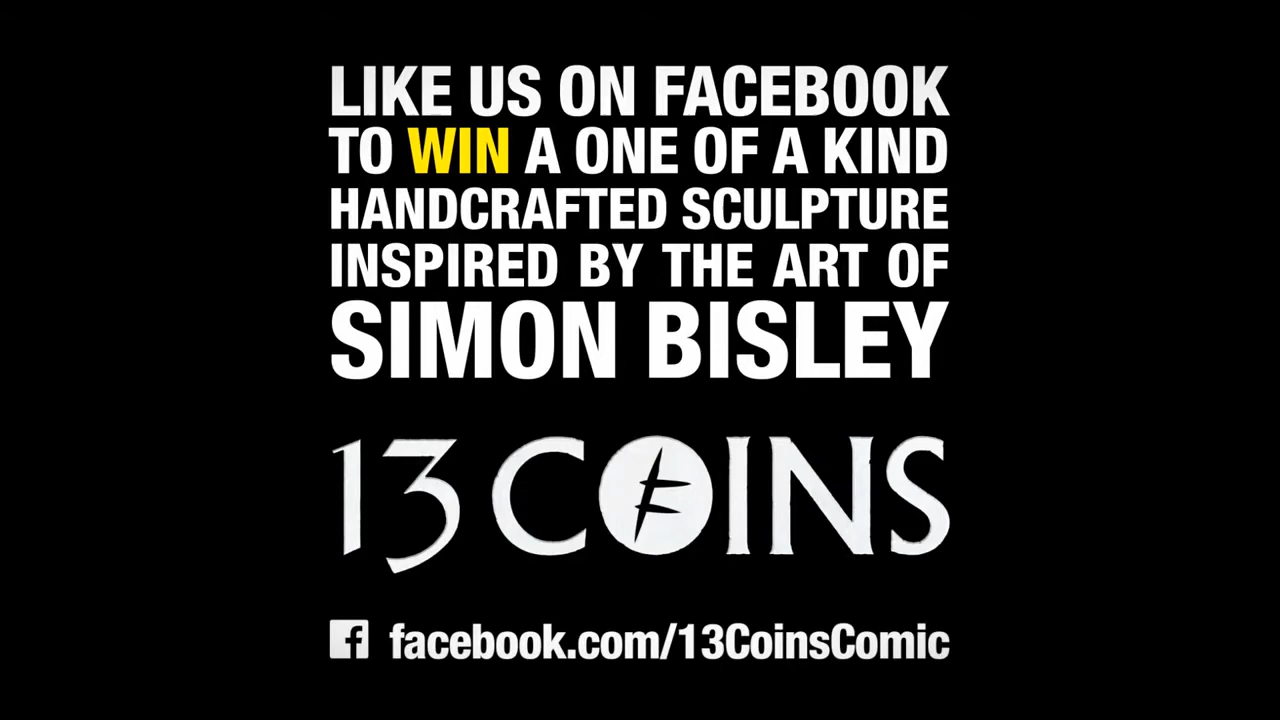 LIKE US ON FACEBOOK
TO WIN A ONE OF A KIND
HANDCRAFTED SCULPTURE
INSPIRED BY THE ART OF
SIMON BISLEY
13 COINS
facebook.com/13CoinsComic